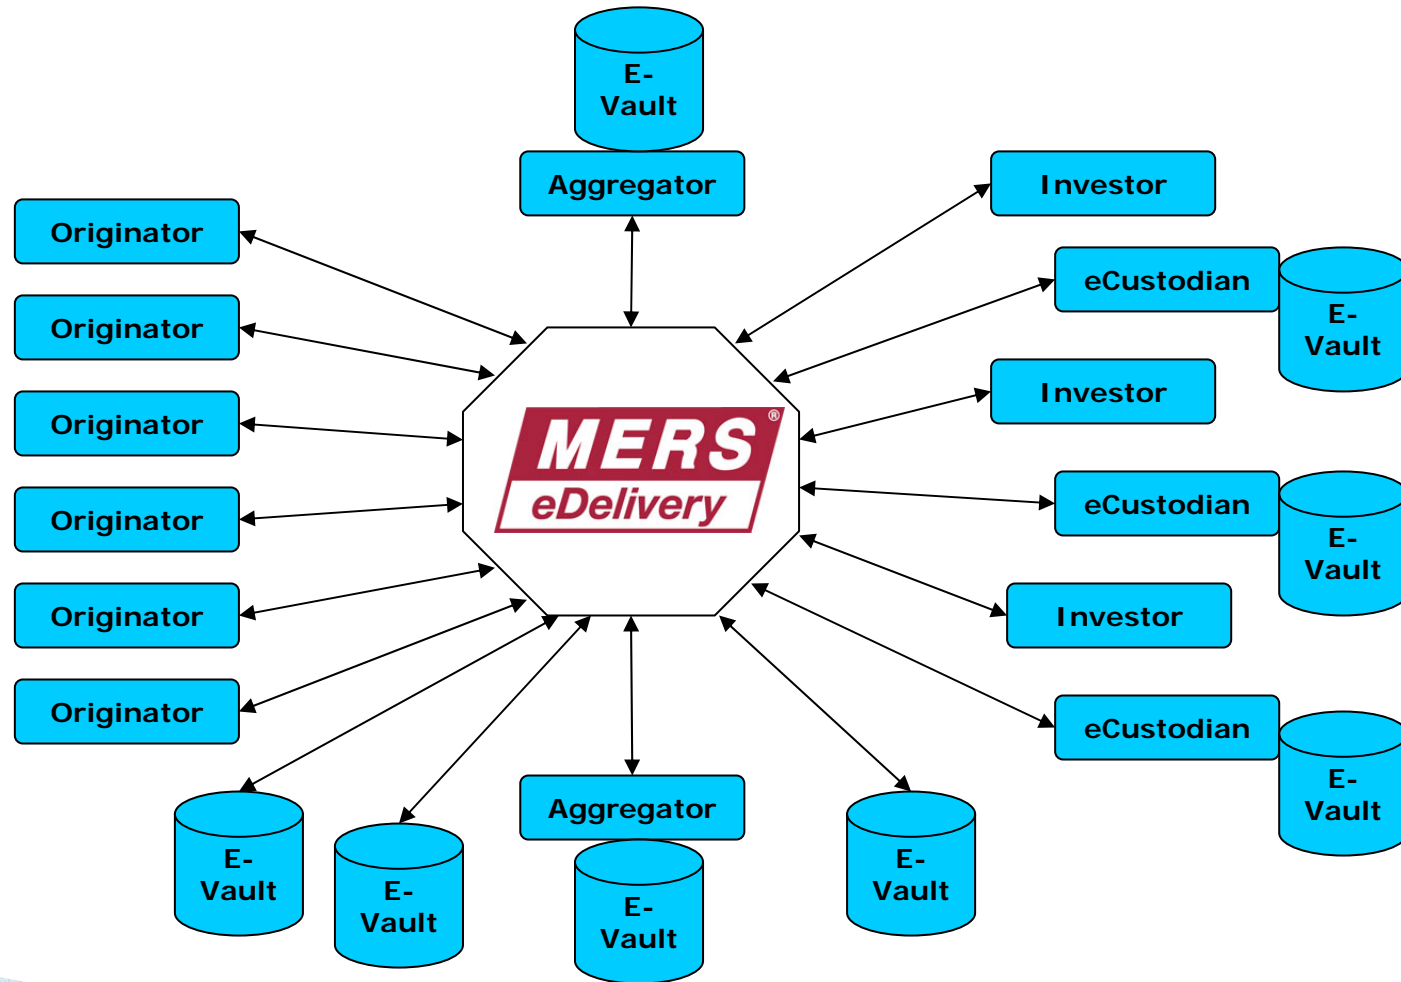 E-
Vault
Aggregator
Investor
Originator
eCustodian
E-
Vault
Originator
Investor
Originator
MERS®
eDelivery
Originator
eCustodian
E-
Vault
Originator
Investor
Originator
eCustodian
E-
Vault
Aggregator
E-
Vault
E-
Vault
E-
Vault
E-
Vault